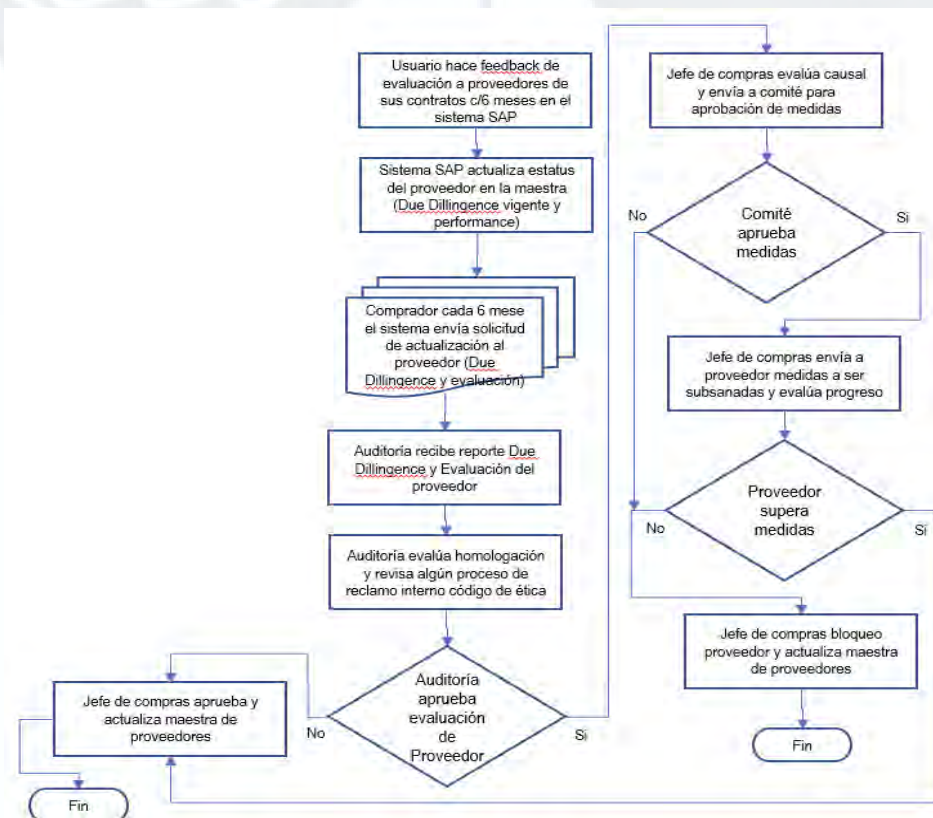 Usuario hace feedback de
evaluación a proveedores de
sus contratos c/6 meses en el
sistema SAP
Sistema SAP actualiza estatus
del proveedor en la maestra
(Due Dillingence vigente y
performance)
Comprador cada 6 mese
el sistema envía solicitud
de actualización al
proveedor (Due
Dillingence y evaluación)
Auditoría recibe reporte Due
Dillingence y Evaluación del
proveedor
Auditoría evalúa homologación
y revisa algún proceso de
reclamo interno código de ética
Auditoría
aprueba
evaluación
de
Proveedor
No
Si
Jefe de compras aprueba y
actualiza maestra de
proveedores
Fin
Jefe de compras evalúa causal
y envía a comité para
aprobación de medidas
Comité
aprueba
medidas
No
Si
Jefe de compras envía a
proveedor medidas a ser
subsanadas y evalúa progreso
Proveedor
supera
medidas
No
Si
Jefe de compras bloqueo
proveedor y actualiza maestra
de proveedores
Fin